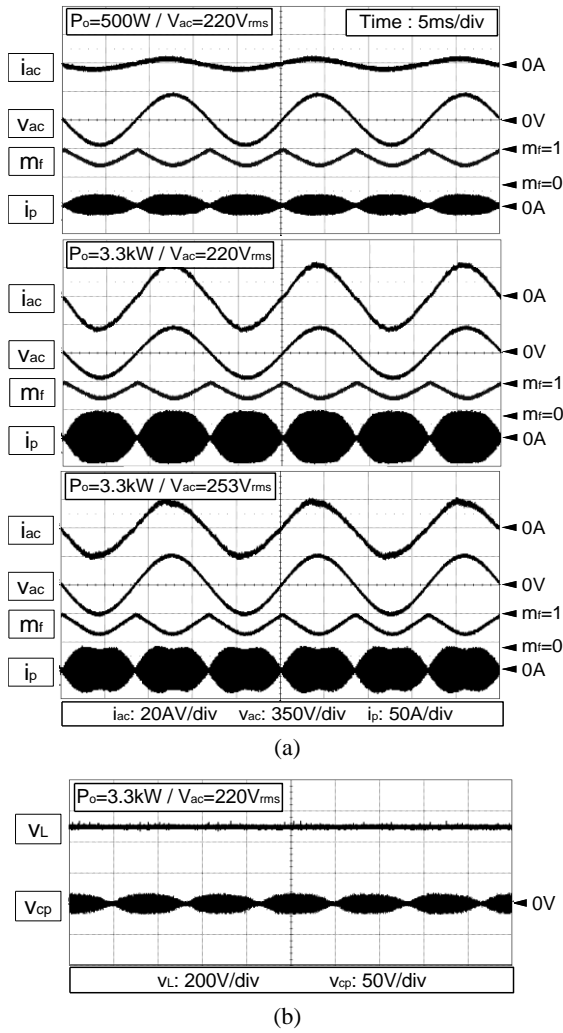 Po=500W / Vac=220Vrms Time : 5ms/div
iac 0A
vac 0V
mf mf=1
mf=0
ip 0A
Po=3.3kW / Vac=220Vrms
iac 0A
vac 0V
mf mf=1
mf=0
ip 0A
Po=3.3kW / Vac=253Vrms
iac 0A
vac 0V
mf mf=1
mf=0
ip 0A
iac: 20AV/div vac: 350V/div ip: 50A/div
(a)
Po=3.3kW / Vac=220Vrms
vL
vcp 0V
vL: 200V/div vcp: 50V/div
(b)